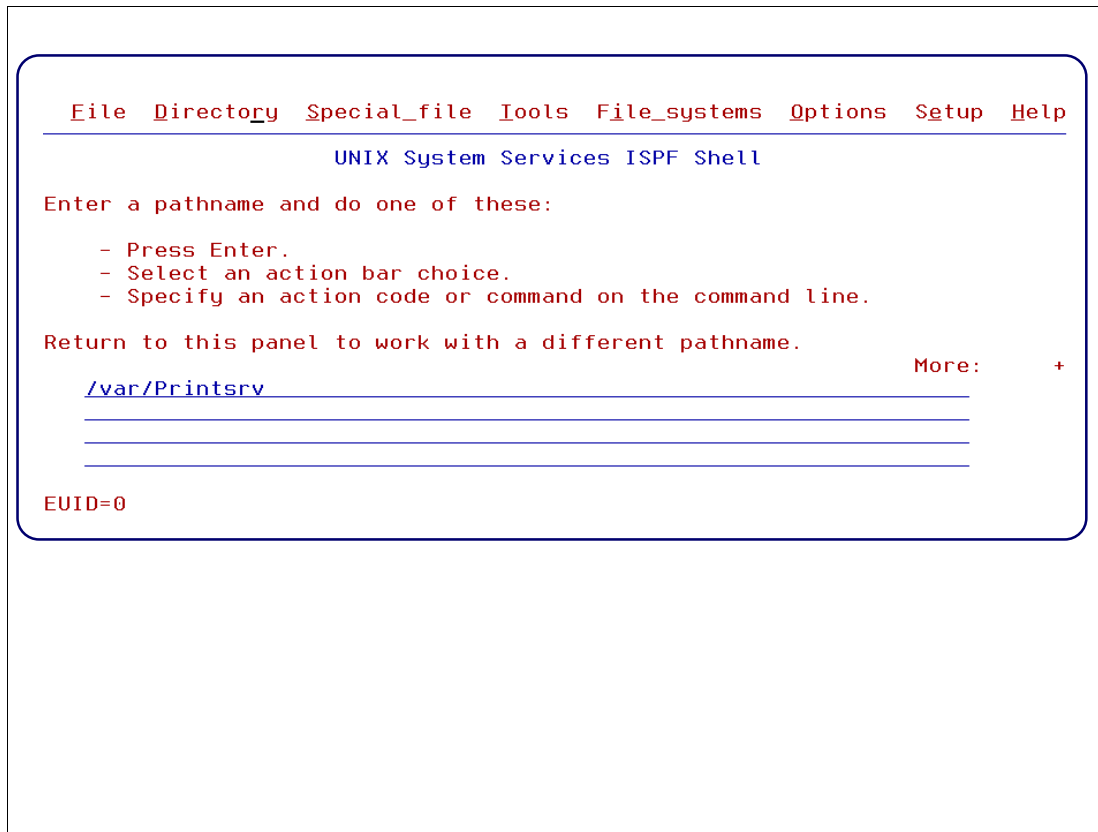 File Directory Special_file Tools File_systems Options Setup Help
UNIX System Services ISPF Shell
Enter a pathname and do one of these:
- Press Enter.
- Select an action bar choice.
- Specify an action code or command on the command line.
Return to this panel to work with a different pathname.
More: +
/var/Printsrv
EUID=0